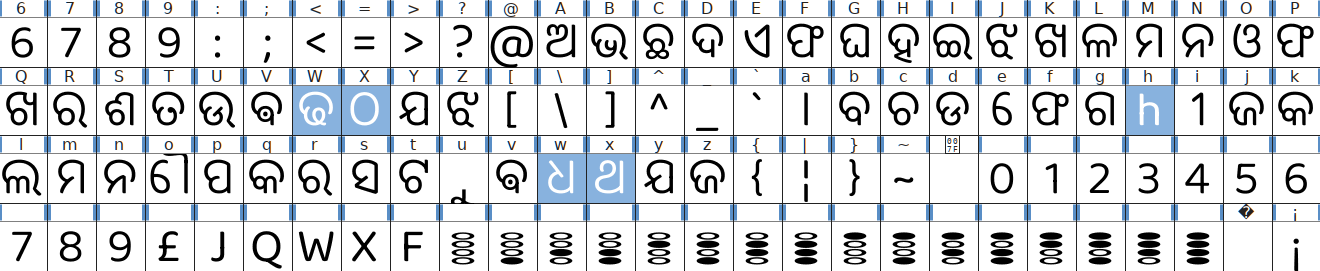 6 7 8 9 : ; < = > ? @ A B C D E F G H I J K L M N O P
6 7 8 9 : ; < = > ? @ ଅ ଭ ଛ ଦ ଏ ଫ ଘ ହ ଇ ଝ ଖ ଳ ମ ନ ଓ ଫ
Q R S T U V W X Y Z [ \ ] ^ _ ` a b c d e f g h i j k
ଖ ର ଶ ତ ଉ ଵ ଢ ଠ ଯ ଝ [ \ ] ^ _ ` ା ବ ଚ ଡ େ ଫ ଗ h 1 ଜ କ
l m n o p q r s t u v w x y z { | } ~ 007F
ଲ ମ ନ ୌ ପ କ ର ସ ଟ ୁ ଵ ଧ ଥ ଯ ଜ { ¦ } ~ 0 1 2 3 4 5 6
� ¡
7 8 9 £ J Q W X F ¡